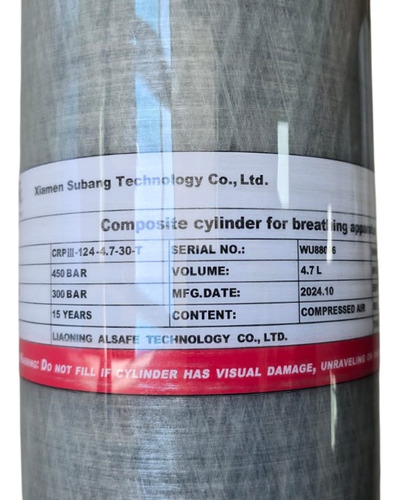 Xiamen Subang Technology Co., Ltd.
Composite cylinder for breathing
CRPⅢ-124-4.7-30-T SERIAL NO.:
450 BAR VOLUME: 4.7 L
300 BAR MFG.DATE: 2024.10
15 YEARS CONTENT: COMPRESSED AIR
LIAONING ALSAFE TECHNOLOGY CO., LTD.
DO NOT FILL IF CYLINDER HAS VISUAL DAMAGE, UNRAVELING